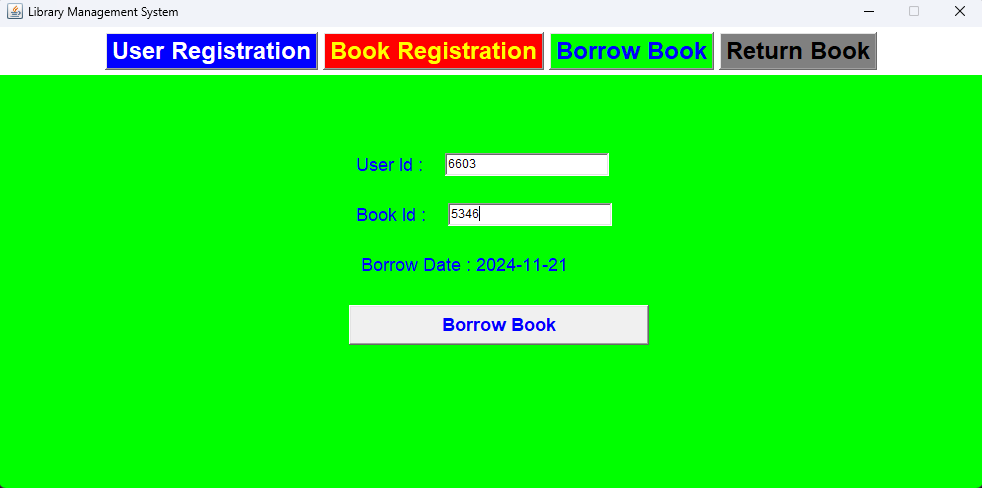 Library Management System
User Registration Book Registration Borrow Book Return Book
User Id : 6603
Book Id : 5346
Borrow Date : 2024-11-21
Borrow Book